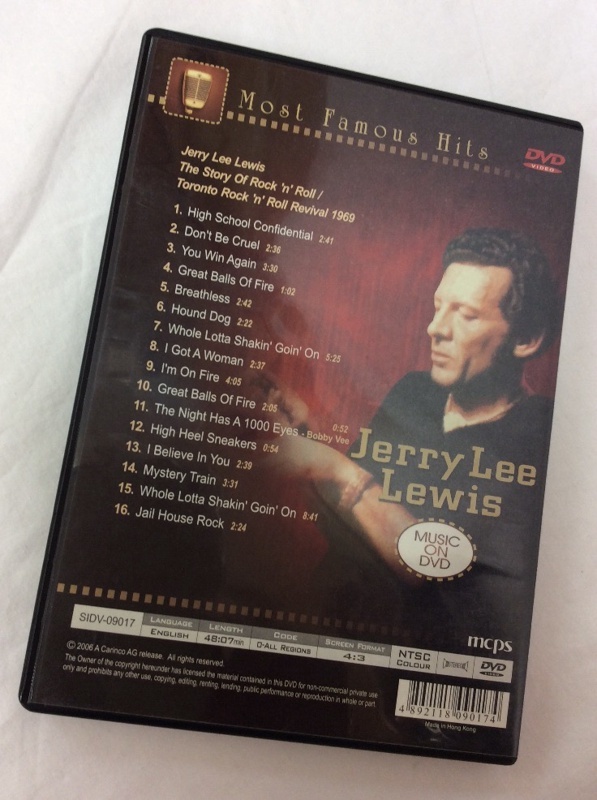 Most Famous Hits
DVD
VIDEO
Jerry Lee Lewis
The Story Of Rock 'n' Roll /
Toronto Rock 'n' Roll Revival 1969
1. High School Confidential 2:41
2. Don't Be Cruel 2:36
3. You Win Again 3:30
4. Great Balls Of Fire 1:02
5. Breathless 2:42
6. Hound Dog 2:22
7. Whole Lotta Shakin' Goin' On 5:25
8. I Got A Woman 2:37
9. I'm On Fire 4:05
10. Great Balls Of Fire 2:05
11. The Night Has A 1000 Eyes - Bobby Vee 0:52
12. High Heel Sneakers 0:54
13. I Believe In You 2:39
14. Mystery Train 3:31
15. Whole Lotta Shakin' Goin' On 8:41
16. Jail House Rock 2:24
Jerry Lee
Lewis
MUSIC
ON
DVD
SIDV-09017
LANGUAGE
ENGLISH
LENGTH
48:07min
CODE
0-ALL REGIONS
SCREEN FORMAT
4:3
NTSC
COLOUR
mcps
DVD
VIDEO
© 2006 A Carinco AG release. All rights reserved.
The Owner of the copyright hereunder has licensed the material contained in this DVD for non-commercial private use
only and prohibits any other use, copying, editing, renting, lending, public performance or reproduction in whole or part.
4 892118 090174
Made in Hong Kong